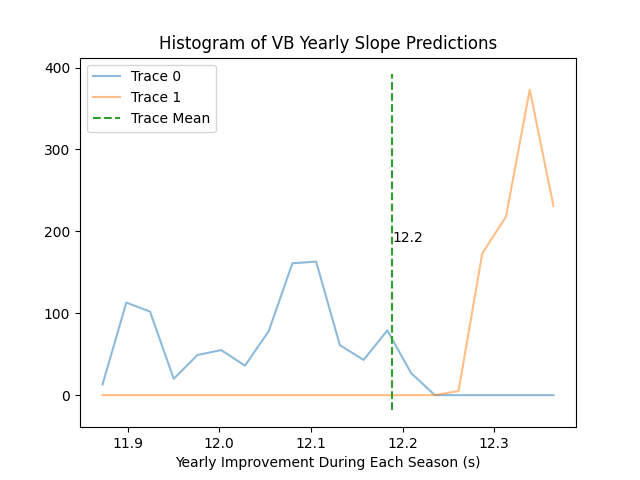 Histogram of VB Yearly Slope Predictions
Trace 0
Trace 1
Trace Mean
400
300
200
100
0
12.2
11.9 12.0 12.1 12.2 12.3
Yearly Improvement During Each Season (s)